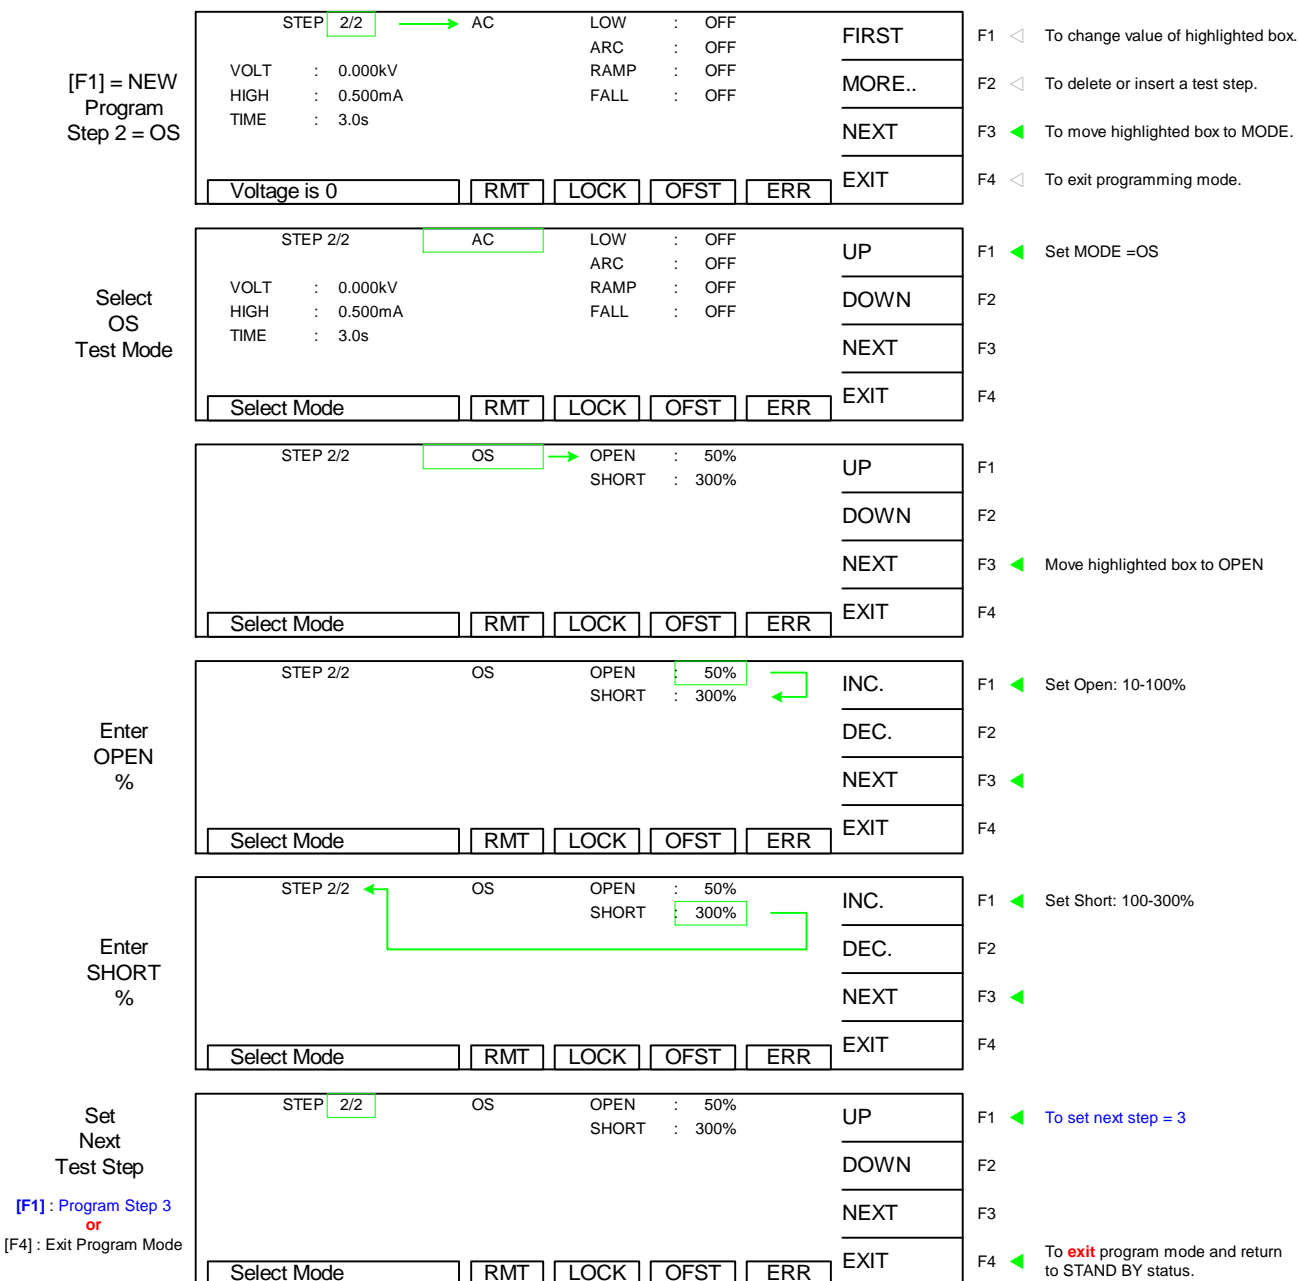 [F1] = NEW
Program
Step 2 = OS
STEP 2/2 AC LOW : OFF
ARC : OFF
VOLT : 0.000kV RAMP : OFF
HIGH : 0.500mA FALL : OFF
TIME : 3.0s
Voltage is 0 RMT LOCK OFST ERR
FIRST F1 To change value of highlighted box.
MORE.. F2 To delete or insert a test step.
NEXT F3 To move highlighted box to MODE.
EXIT F4 To exit programming mode.
Select
OS
Test Mode
STEP 2/2 AC LOW : OFF
ARC : OFF
VOLT : 0.000kV RAMP : OFF
HIGH : 0.500mA FALL : OFF
TIME : 3.0s
Select Mode RMT LOCK OFST ERR
UP F1 Set MODE =OS
DOWN F2
NEXT F3
EXIT F4
STEP 2/2 OS OPEN : 50%
SHORT : 300%
Select Mode RMT LOCK OFST ERR
UP F1
DOWN F2
NEXT F3 Move highlighted box to OPEN
EXIT F4
Enter
OPEN
%
STEP 2/2 OS OPEN : 50%
SHORT : 300%
Select Mode RMT LOCK OFST ERR
INC. F1 Set Open: 10-100%
DEC. F2
NEXT F3
EXIT F4
Enter
SHORT
%
STEP 2/2 OS OPEN : 50%
SHORT : 300%
Select Mode RMT LOCK OFST ERR
INC. F1 Set Short: 100-300%
DEC. F2
NEXT F3
EXIT F4
Set
Next
Test Step
[F1] : Program Step 3
or
[F4] : Exit Program Mode
STEP 2/2 OS OPEN : 50%
SHORT : 300%
Select Mode RMT LOCK OFST ERR
UP F1 To set next step = 3
DOWN F2
NEXT F3
EXIT F4 To exit program mode and return
to STAND BY status.